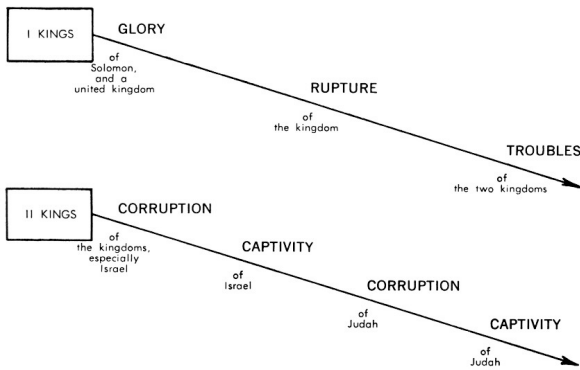 I KINGS
GLORY
of
Solomon,
and a
united kingdom
RUPTURE
of
the kingdom
TROUBLES
of
the two kingdoms
II KINGS
CORRUPTION
of
the kingdoms,
especially
Israel
CAPTIVITY
of
Israel
CORRUPTION
of
Judah
CAPTIVITY
of
Judah